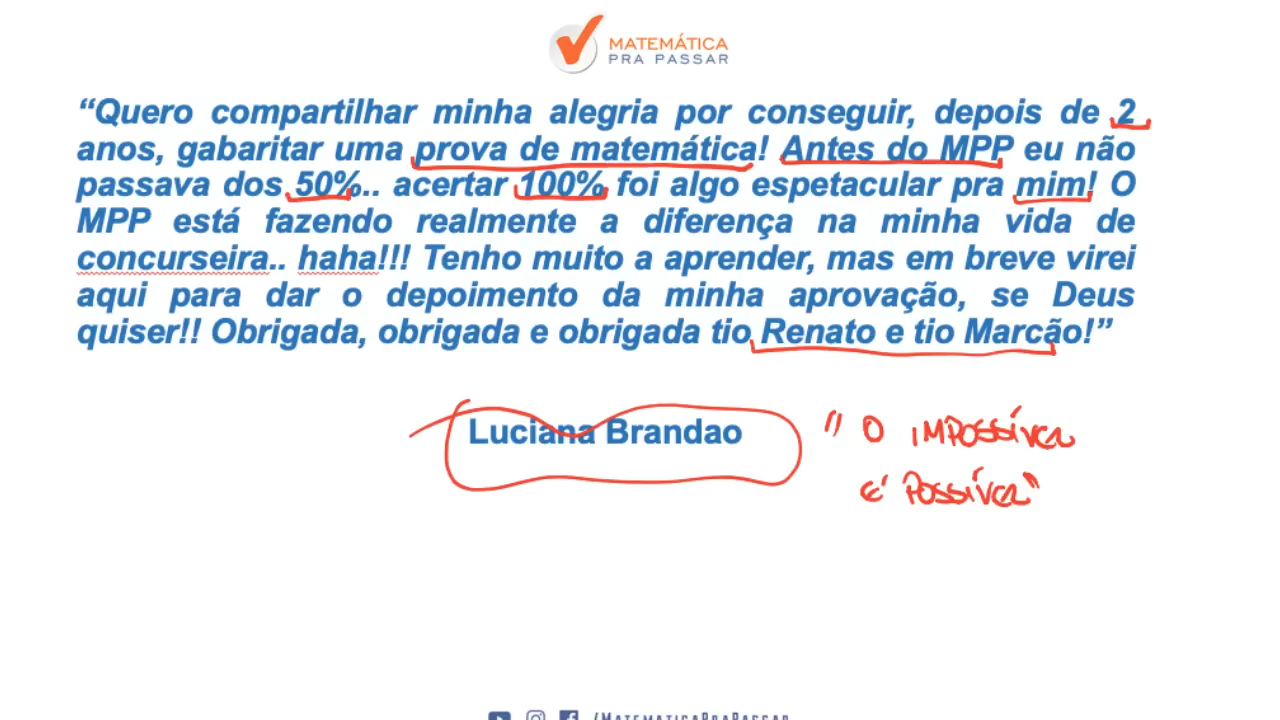 MATEMÁTICA
PRA PASSAR
“Quero compartilhar minha alegria por conseguir, depois de 2
anos, gabaritar uma prova de matemática! Antes do MPP eu não
passava dos 50%.. acertar 100% foi algo espetacular pra mim! O
MPP está fazendo realmente a diferença na minha vida de
concurseira.. haha!!! Tenho muito a aprender, mas em breve virei
aqui para dar o depoimento da minha aprovação, se Deus
quiser!! Obrigada, obrigada e obrigada tio Renato e tio Marcão!”
Luciana Brandao
" O IMPOSSÍVEL
É POSSÍVEL"
/MATEMATICAPRAPASSAR